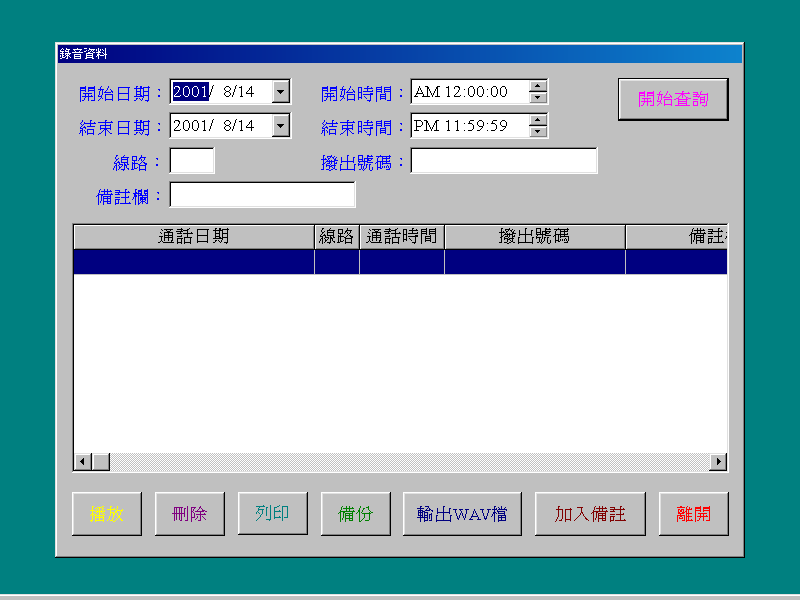 錄音資料
開始日期： 2001/ 8/14 開始時間： AM 12:00:00 開始查詢
結束日期： 2001/ 8/14 結束時間： PM 11:59:59
線路： 撥出號碼：
備註欄：
通話日期 線路 通話時間 撥出號碼 備註
播放 刪除 列印 備份 輸出WAV檔 加入備註 離開